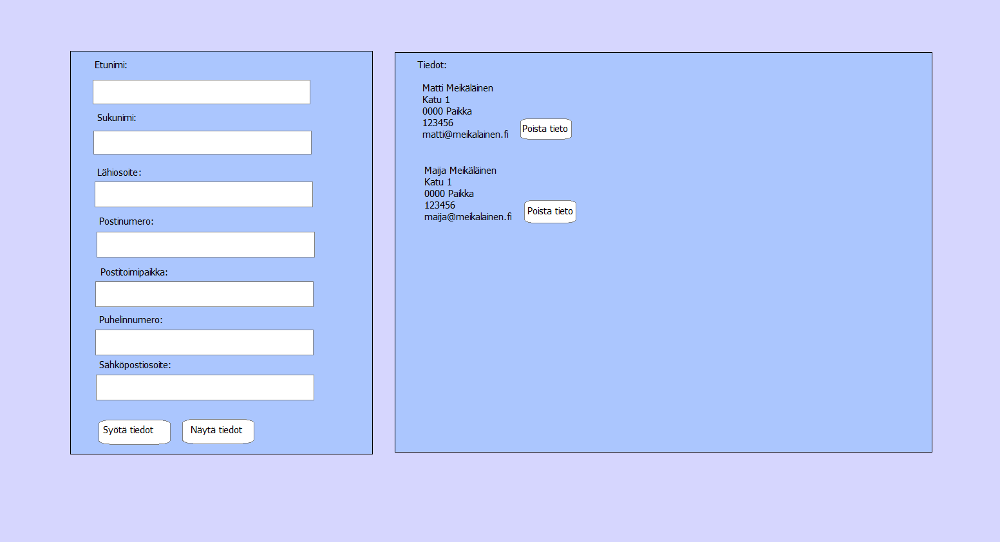 Etunimi:
Sukunimi:
Lähiosoite:
Postinumero:
Postitoimipaikka:
Puhelinnumero:
Sähköpostiosoite:
Syötä tiedot
Näytä tiedot
Tiedot:
Matti Meikäläinen
Katu 1
0000 Paikka
123456
matti@meikalainen.fi
Poista tieto
Maija Meikäläinen
Katu 1
0000 Paikka
123456
maija@meikalainen.fi
Poista tieto